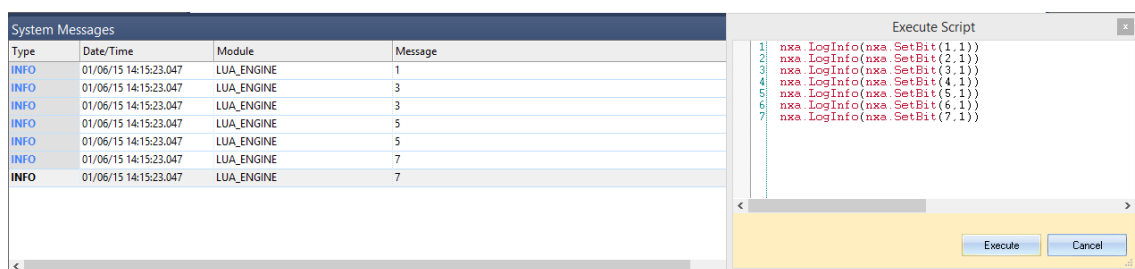 System Messages
Type Date/Time Module Message
INFO 01/06/15 14:15:23.047 LUA_ENGINE 1
INFO 01/06/15 14:15:23.047 LUA_ENGINE 3
INFO 01/06/15 14:15:23.047 LUA_ENGINE 3
INFO 01/06/15 14:15:23.047 LUA_ENGINE 5
INFO 01/06/15 14:15:23.047 LUA_ENGINE 5
INFO 01/06/15 14:15:23.047 LUA_ENGINE 7
INFO 01/06/15 14:15:23.047 LUA_ENGINE 7
Execute Script
1 nxa.LogInfo(nxa.SetBit(1,1))
2 nxa.LogInfo(nxa.SetBit(2,1))
3 nxa.LogInfo(nxa.SetBit(3,1))
4 nxa.LogInfo(nxa.SetBit(4,1))
5 nxa.LogInfo(nxa.SetBit(5,1))
6 nxa.LogInfo(nxa.SetBit(6,1))
7 nxa.LogInfo(nxa.SetBit(7,1))
Execute Cancel